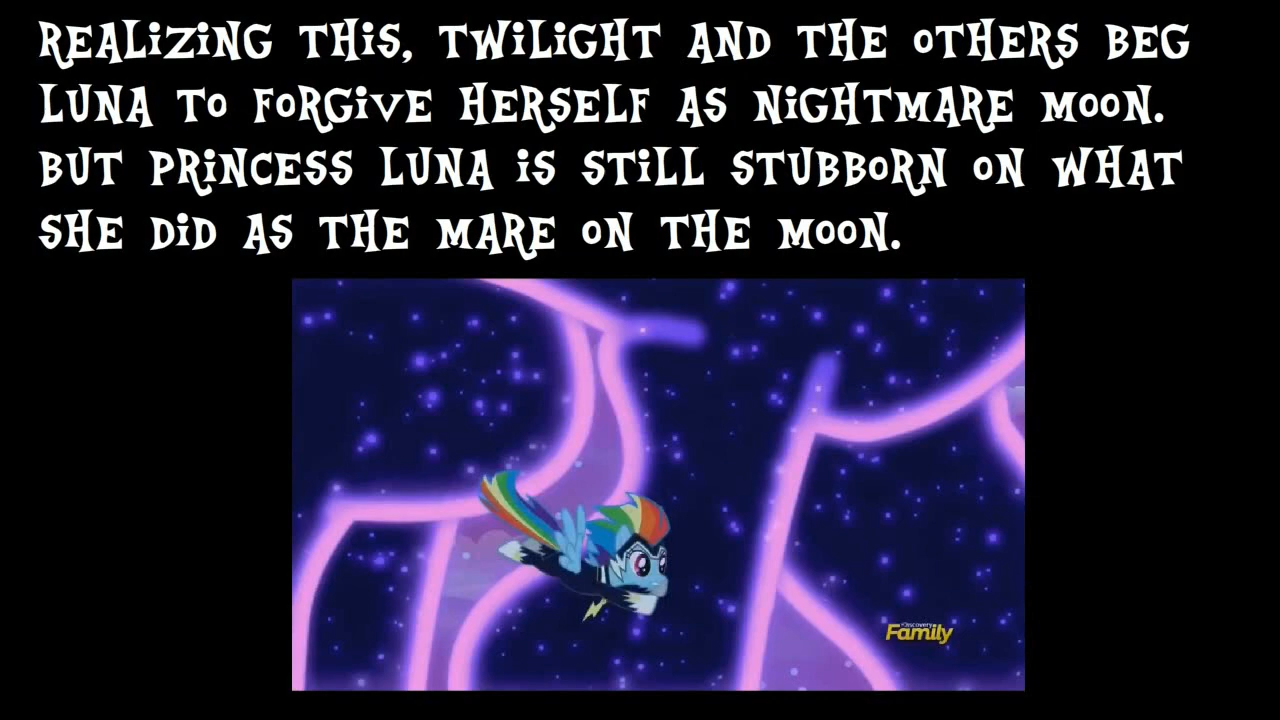 REALIZING THIS, TWILIGHT AND THE OTHERS BEG
LUNA TO FORGIVE HERSELF AS NIGHTMARE MOON.
BUT PRINCESS LUNA IS STILL STUBBORN ON WHAT
SHE DID AS THE MARE ON THE MOON.
Discovery
Family